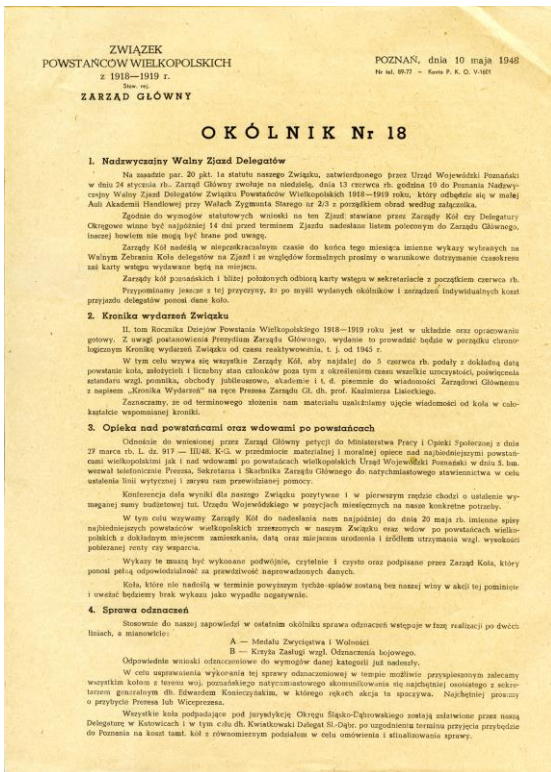 ZWIĄZEK
POWSTAŃCÓW WIELKOPOLSKICH
z 1918—1919 r.
Stow. rej.
ZARZĄD GŁÓWNY
POZNAŃ, dnia 10 maja 1948
Nr tel. 89-77 – Konto P. K. O. V-1601
OKÓLNIK Nr 18
1. Nadzwyczajny Walny Zjazd Delegatów
Na zasadzie par. 20 pkt. 1a statutu naszego Związku, zatwierdzonego przez Urząd Wojewódzki Poznański
w dniu 24 stycznia rb., Zarząd Główny zwołuje na niedzielę, dnia 13 czerwca rb. godzina 10 do Poznania Nadzwy-
czajny Walny Zjazd Delegatów Związku Powstańców Wielkopolskich 1918—1919 roku, który odbędzie się w małej
Auli Akademii Handlowej przy Wałach Zygmunta Starego nr 2/3 z porządkiem obrad według załącznika.
Zgodnie do wymogów statutowych wnioski na ten Zjazd stawiane przez Zarządy Kół czy Delegatury
Okręgowe winne być najpóźniej 14 dni przed terminem Zjazdu nadesłane listem poleconym do Zarządu Głównego,
inaczej bowiem nie mogą być brane pod uwagę.
Zarządy Kół nadeślą w nieprzekraczalnym czasie do końca tego miesiąca imienne wykazy wybranych na
Walnym Zebraniu Koła delegatów na Zjazd i ze względów formalnych prosimy o warunkowe dotrzymanie czasokresu
zaś karty wstępu wydawane będą na miejscu.
Zarządy kół poznańskich i bliżej położonych odbiorą karty wstępu w sekretariacie z początkiem czerwca rb.
Przypominamy jeszcze z tej przyczyny, że po myśli wydanych okólników i zarządzeń indywidualnych koszt
przyjazdu delegatów ponosi dane koło.
2. Kronika wydarzeń Związku
II. tom Rocznika Dziejów Powstania Wielkopolskiego 1918—1919 roku jest w układzie oraz opracowaniu
gotowy. Z uwagi postanowienia Prezydium Zarządu Głównego, wydanie to prowadzić będzie w porządku chrono-
logicznym Kronikę wydarzeń Związku od czasu reaktywowania, t. j. od 1945 r.
W tym celu wzywa się wszystkie Zarządy Kół, aby najdalej do 5 czerwca rb. podały z dokładną datą
powstanie koła, założycieli i liczebny stan członków poza tym z określeniem czasu wszelkie uroczystości, poświęcenia
sztandaru wzgl. pomnika, obchody jubileuszowe, akademie i t. d. pisemnie do wiadomości Zarządowi Głównemu
z napisem „Kronika Wydarzeń" na ręce Prezesa Zarządu Gł. dh. prof. Kazimierza Lisieckiego.
Zaznaczamy, że od terminowego złożenia nam materiału uzależniamy ujęcie wiadomości od koła w cało-
kształcie wspomnianej kroniki.
3. Opieka nad powstańcami oraz wdowami po powstańcach
Odnośnie do wniesionej przez Zarząd Główny petycji do Ministerstwa Pracy i Opieki Społecznej z dnia
27 marca rb. L. dz. 917 — III/48. K-G. w przedmiocie materialnej i moralnej opiece nad najbiedniejszymi powstań-
cami wielkopolskimi jak i nad wdowami po powstańcach wielkopolskich Urząd Wojewódzki Poznański w dniu 5. bm.
wezwał telefonicznie Prezesa, Sekretarza i Skarbnika Zarządu Głównego do natychmiastowego stawiennictwa w celu
ustalenia linii wytycznej i zarysu ram przewidzianej pomocy.
Konferencja dała wyniki dla naszego Związku pozytywne i w pierwszym rzędzie chodzi o ustalenie wy-
maganej sumy budżetowej tut. Urzędu Wojewódzkiego w pozycjach miesięcznych na nasze konkretne potrzeby.
W tym celu wzywamy Zarządy Kół do nadesłania nam najpóźniej do dnia 20 maja rb. imienne spisy
najbiedniejszych powstańców wielkopolskich zrzeszonych w naszym Związku oraz wdów po powstańcach wielko-
polskich z dokładnym miejscem zamieszkania, datą oraz miejscem urodzenia i źródłem utrzymania wzgl. wysokości
pobieranej renty czy wsparcia.
Wykazy te muszą być wykonane podwójnie, czytelnie i czysto oraz podpisane przez Zarząd Koła, który
ponosi pełną odpowiedzialność za prawdziwość naprowadzonych danych.
Koła, które nie nadeślą w terminie powyższym tychże spisów zostaną bez naszej winy w akcji tej pominięte
i uważać będziemy brak wykazu jako wypadło negatywnie.
4. Sprawa odznaczeń
Stosownie do naszej zapowiedzi w ostatnim okólniku sprawa odznaczeń wstępuje w fazę realizacji po dwóch
liniach, a mianowicie:
A — Medalu Zwycięstwa i Wolności
B — Krzyża Zasługi wzgl. Odznaczenia bojowego.
Odpowiednie wnioski odznaczeniowe do wymogów danej kategorii już nadeszły.
W celu usprawnienia wykonania tej sprawy odznaczeniowej w tempie możliwie przyspieszonym zalecamy
wszystkim kołom z terenu woj. poznańskiego natychmiastowego skomunikowania się najchętniej osobistego z sekre-
tarzem generalnym dh. Edwardem Konieczyńskim, w którego rękach akcja ta spoczywa. Najchętniej prosimy
o przybycie Prezesa lub Wiceprezesa.
Wszystkie koła podpadające pod jurysdykcję Okręgu Śląsko-Dąbrowskiego zostają załatwione przez naszą
Delegaturę w Katowicach i w tym celu dh. Kwiatkowski Delegat Śl.-Dąbr. po uzgodnieniu terminu przyjęcia przybędzie
do Poznania na koszt tamt. kół z równomiernym podziałem w celu omówienia i sfinalizowania sprawy.